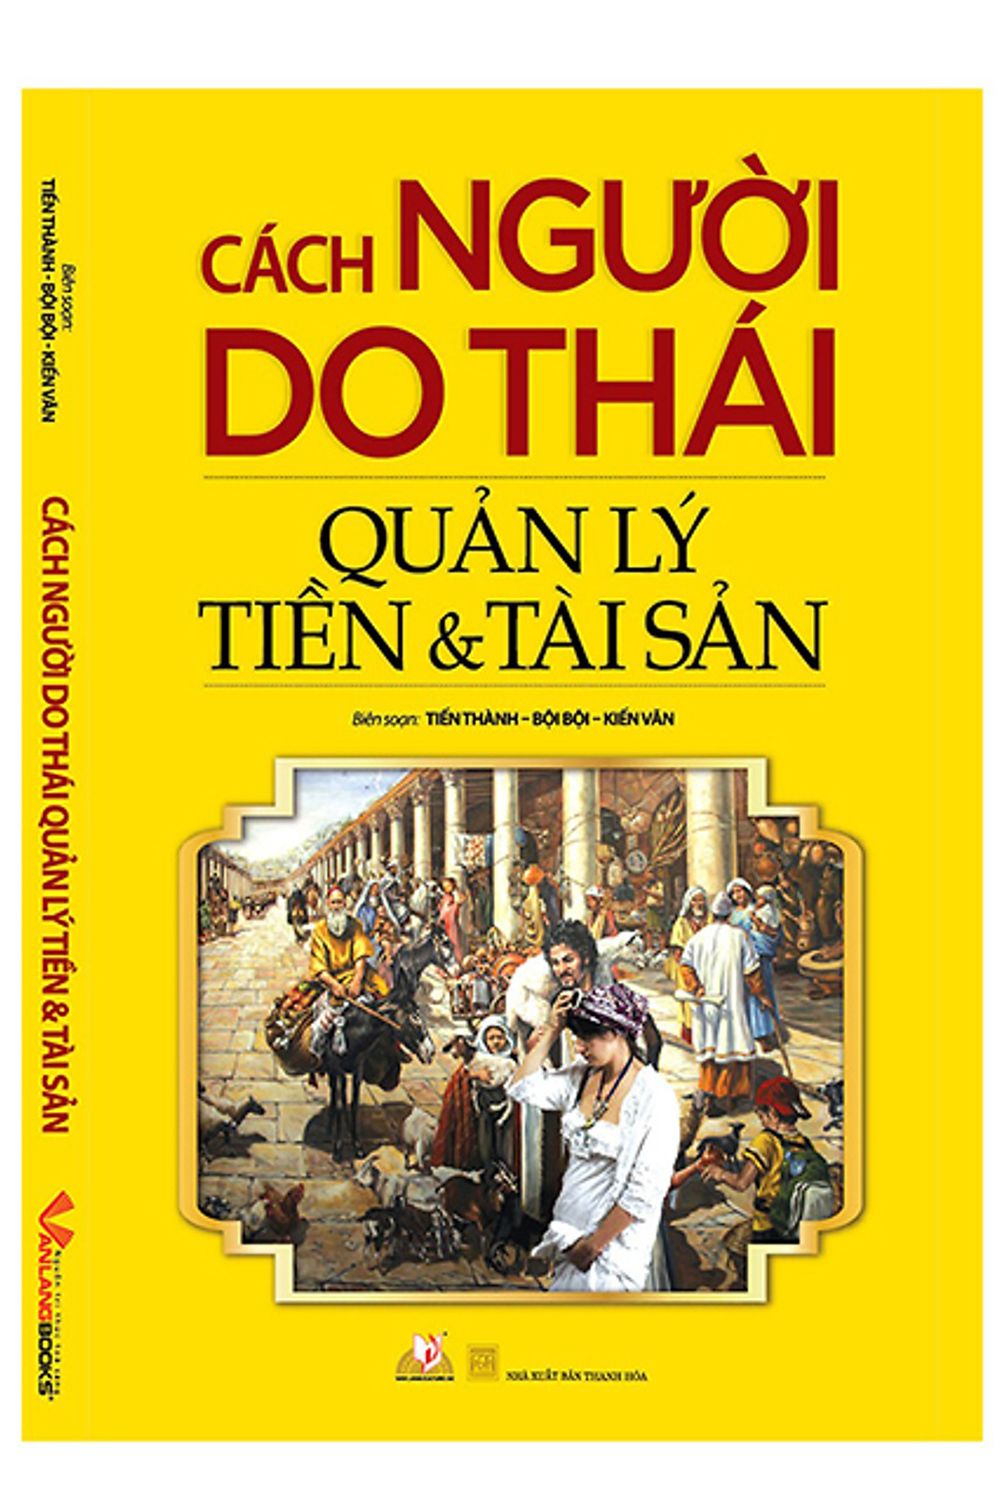 Biên soạn:
TIẾN THÀNH - BỘI BỘI - KIẾN VĂN
CÁCH NGƯỜI DO THÁI QUẢN LÝ TIỀN & TÀI SẢN
VANLANGBOOKS
CÁCH NGƯỜI
DO THÁI
QUẢN LÝ
TIỀN & TÀI SẢN
Biên soạn: TIẾN THÀNH – BỘI BỘI – KIẾN VĂN
NHÀ XUẤT BẢN THANH HÓA